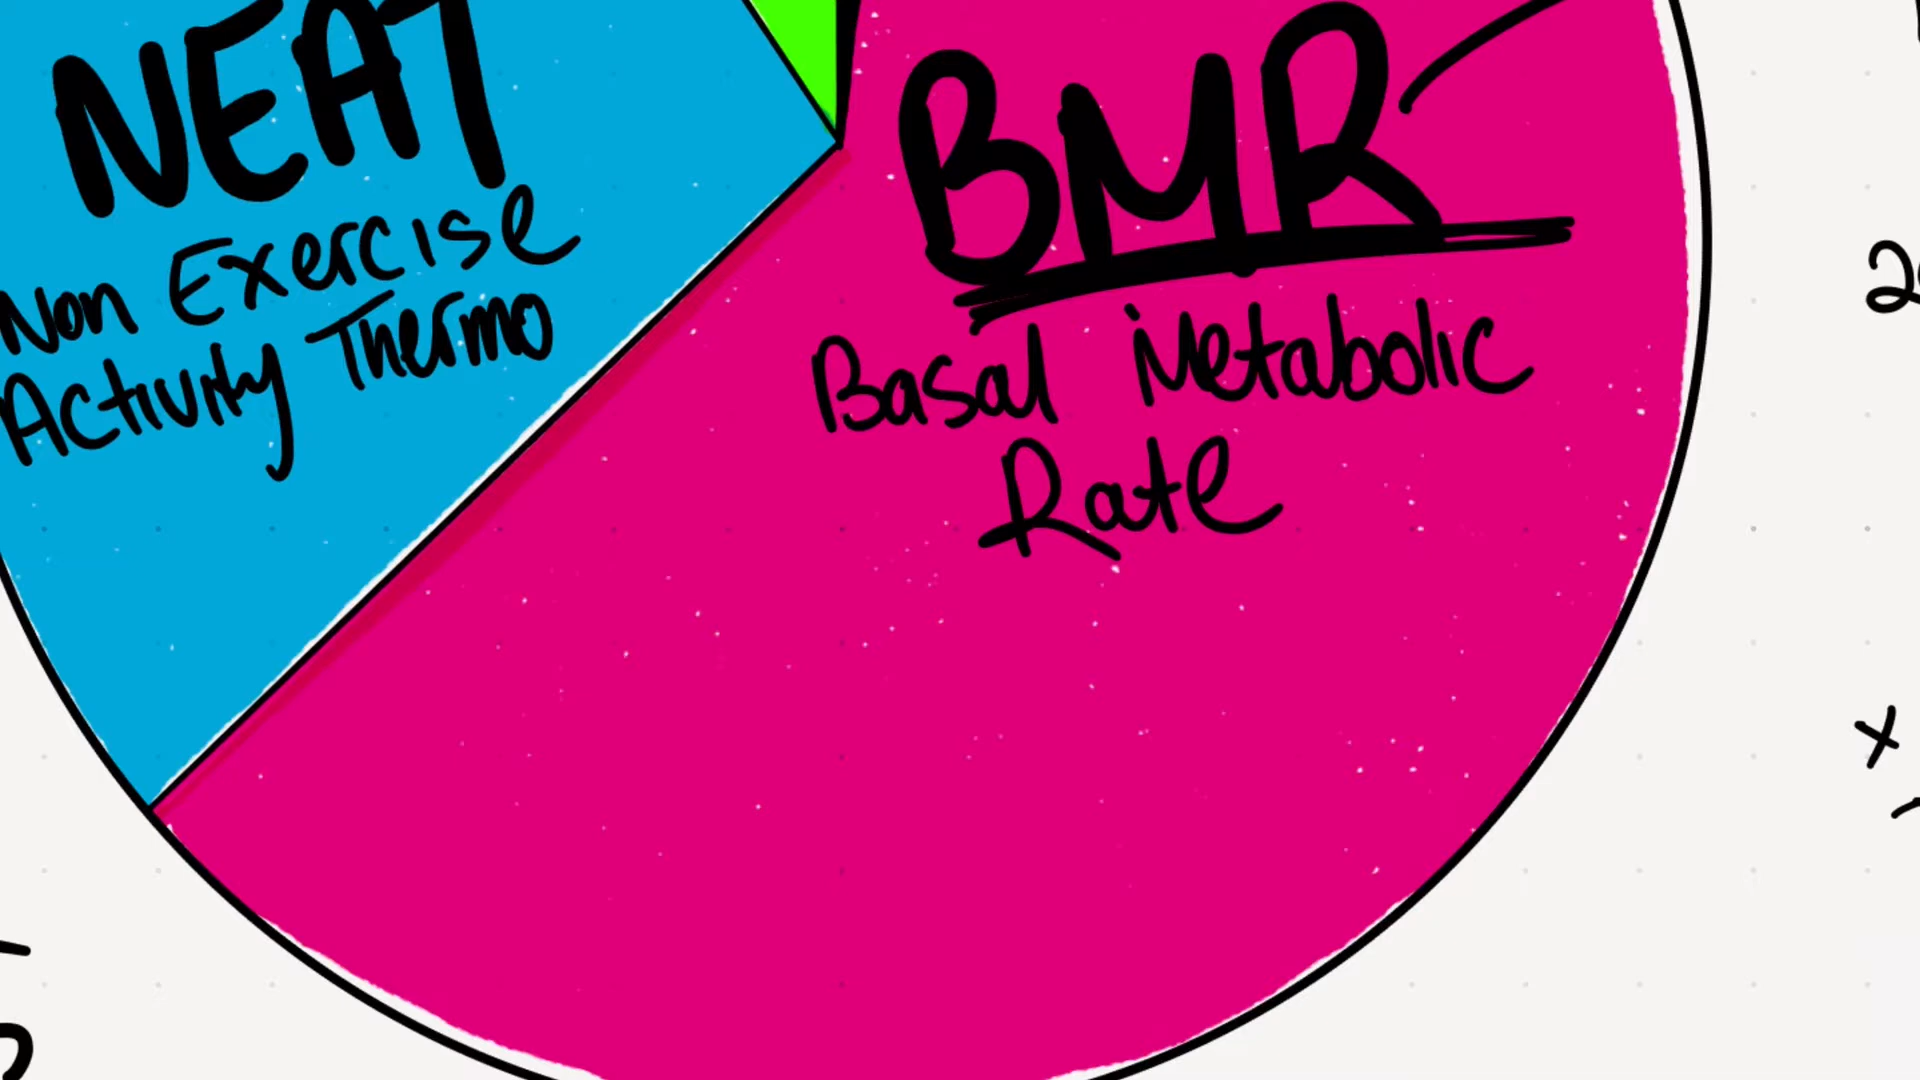 NEAT
Non Exercise
Activity Thermo
BMR
Basal Metabolic
Rate